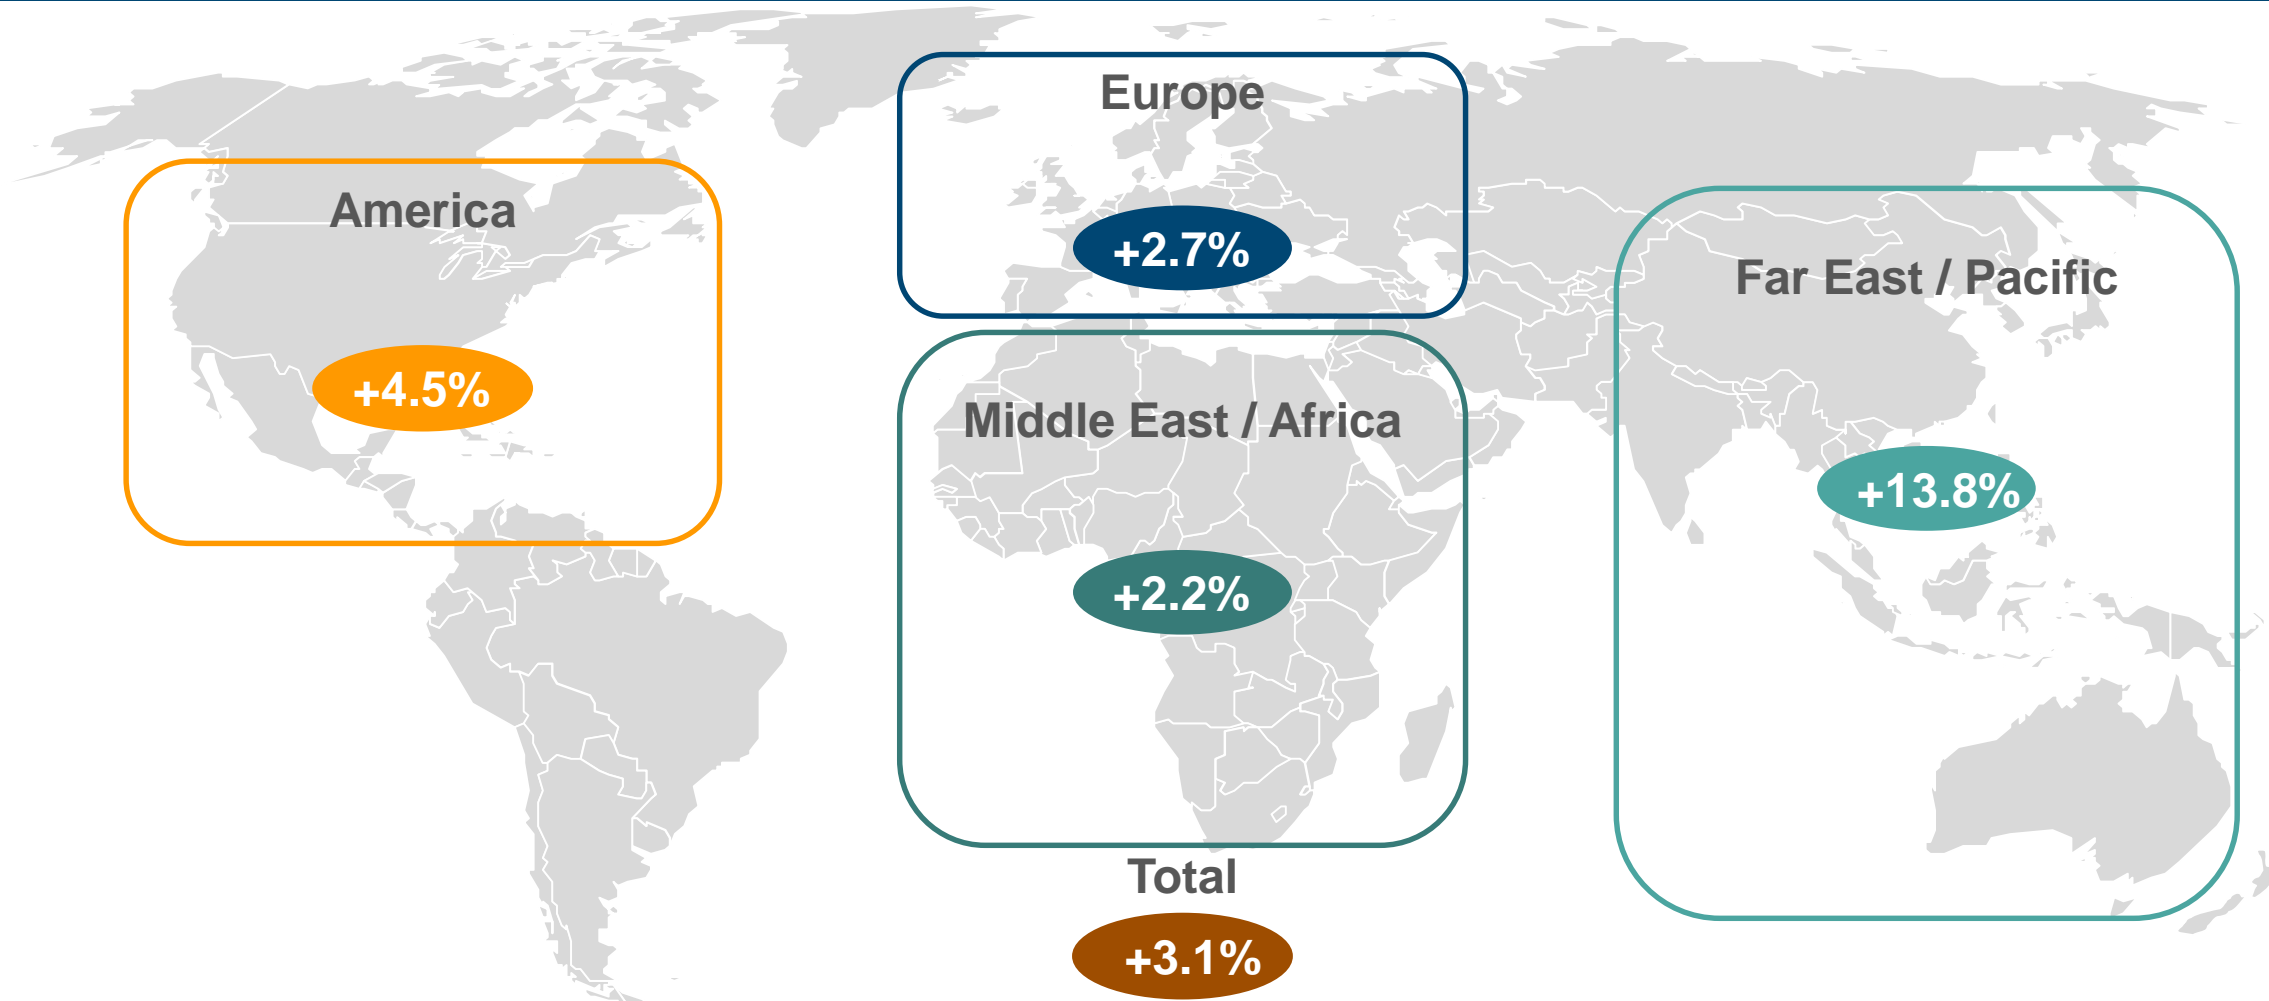 Europe
+2.7%
America
+4.5%
Far East / Pacific
+13.8%
Middle East / Africa
+2.2%
Total
+3.1%